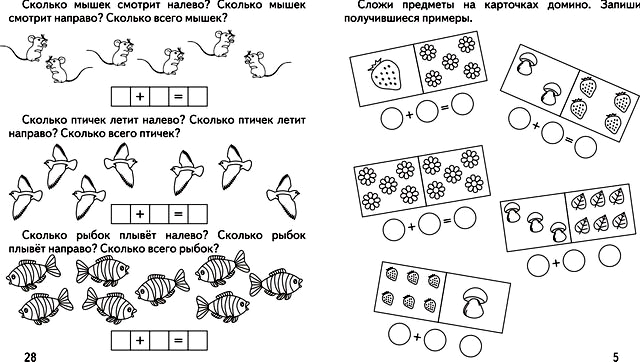 Сколько мышек смотрит налево? Сколько мышек
смотрит направо? Сколько всего мышек?
+ =
Сколько птичек летит налево? Сколько птичек летит
направо? Сколько всего птичек?
+ =
Сколько рыбок плывёт налево? Сколько рыбок
плывёт направо? Сколько всего рыбок?
+ =
28
Сложи предметы на карточках домино. Запиши
получившиеся примеры.
+ =
+ =
+ =
+ =
+ =
5